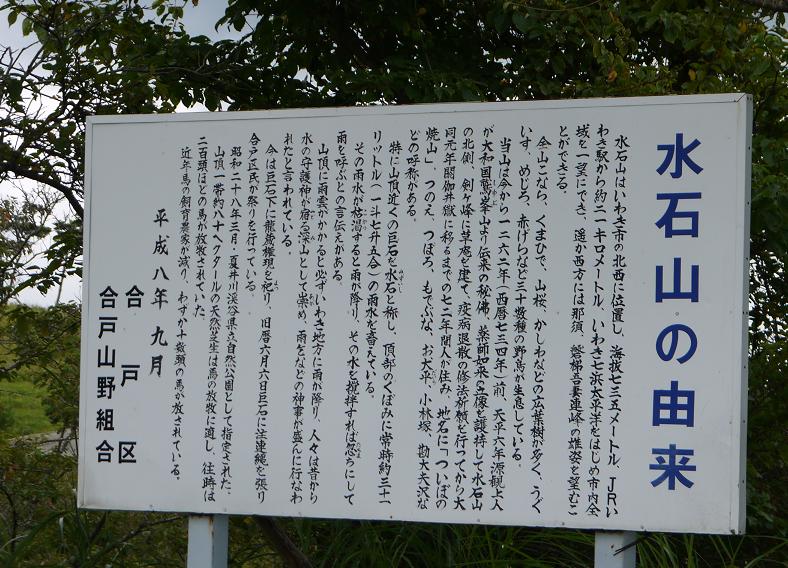 水石山の由来
水石山はいわき市の北西に位置し、海抜七三五メートル、JRい
わき駅から約二一キロメートル、いわき七浜太平洋をはじめ市内全
域を一望にでき、遥か西方には那須、磐梯吾妻連峰の雄姿を望むこ
とができる。
全山こなら、くまひで、山桜、かしわなどの広葉樹が多く、うぐ
いす、めじろ、赤げらなど三十数種の野鳥が生息している。
当山は今から一二六二年(西暦七三四年)前、天平六年源観上人
が大和国鷲峯山より伝来の秘佛、薬師如来の尊像を護持して水石山
の北側、剣ヶ峰に草庵を建て、疫病退散の修法祈願を行ってから大
同元年閼伽井嶽に移るまでの七二年間人が住み、地名に「ついばの
焼山」、つのえ、つぼろ、もでぶな、お大平、小林塚、勘大夫沢な
どの呼称がある。
特に山頂近くの巨石を水石と称し、頂部のくぼみに常時約三十一
リットル(一斗七升五合)の雨水を蓄えている。
その雨水が枯渇すると雨が降り、その水を攪拌すれば忽ちにして
雨を呼ぶとの言伝えがある。
山頂に雨雲がかかると必ずいわき地方に雨が降り、人々は昔から
水の守護神が宿る深山として崇め、雨乞などの神事が盛んに行なわ
れたと言われている。
今は巨石下に龍蔵権現を祀り、旧暦六月六日巨石に注連縄を張り
合戸区民が祭りを行っている。
昭和二十八年三月、夏井川渓谷県立自然公園として指定された。
山頂一帯約八十ヘクタールの天然芝生は馬の放牧に適し、往時は
二百頭ほどの馬が放牧されていた。
近年馬の飼育農家が減り、わずか十数頭の馬が放されている。
平成八年 九月
合戸区
合戸山野組合